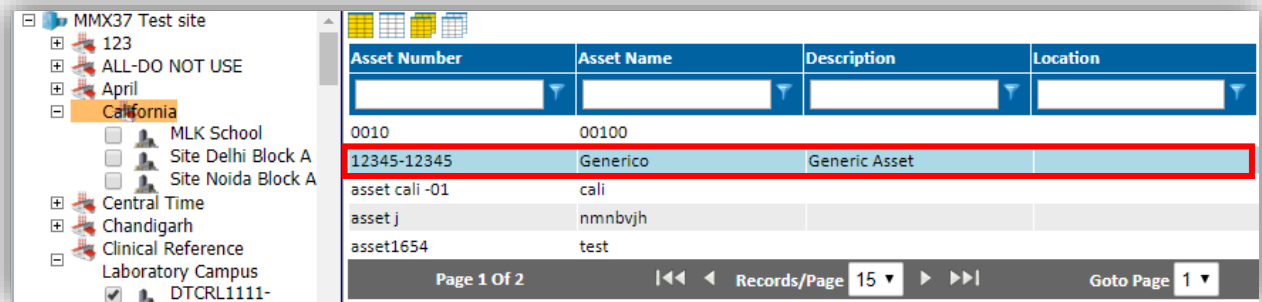 MMX37 Test site
123
ALL-DO NOT USE
April
California
MLK School
Site Delhi Block A
Site Noida Block A
Central Time
Chandigarh
Clinical Reference
Laboratory Campus
DTCRL1111-
Asset Number Asset Name Description Location
0010 00100
12345-12345 Generico Generic Asset
asset cali -01 cali
asset j nmnbvjh
asset1654 test
Page 1 Of 2 Records/Page 15 Goto Page 1